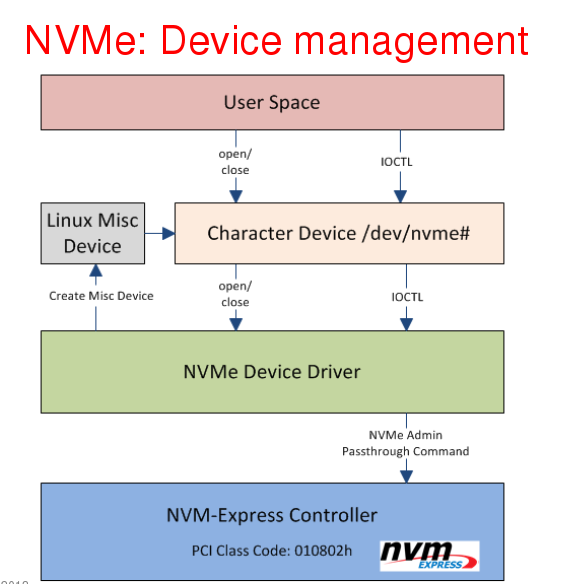 NVMe: Device management
User Space
open/
close
IOCTL
Linux Misc
Device
Character Device /dev/nvme#
Create Misc Device
open/
close
IOCTL
NVMe Device Driver
NVMe Admin
Passthrough Command
NVM-Express Controller
PCI Class Code: 010802h
nvm
EXPRESS